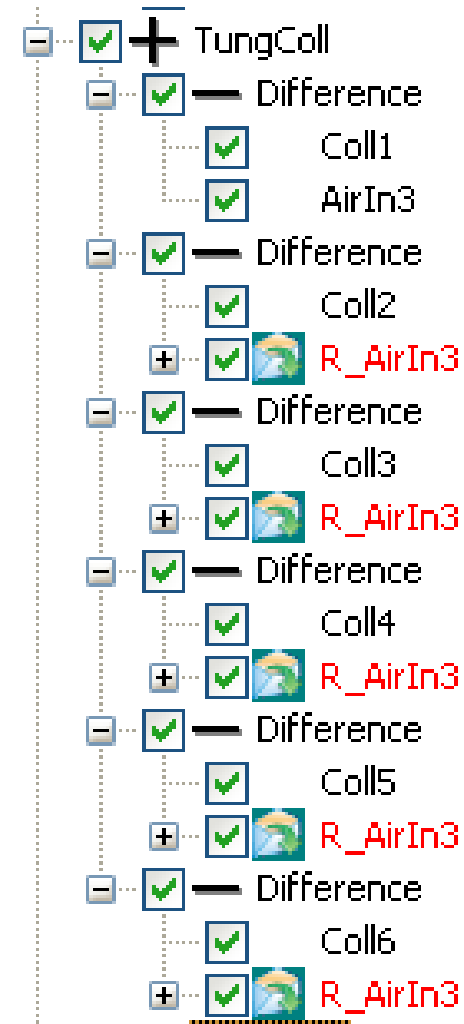 TungColl
Difference
Coll1
AirIn3
Difference
Coll2
R_AirIn3
Difference
Coll3
R_AirIn3
Difference
Coll4
R_AirIn3
Difference
Coll5
R_AirIn3
Difference
Coll6
R_AirIn3